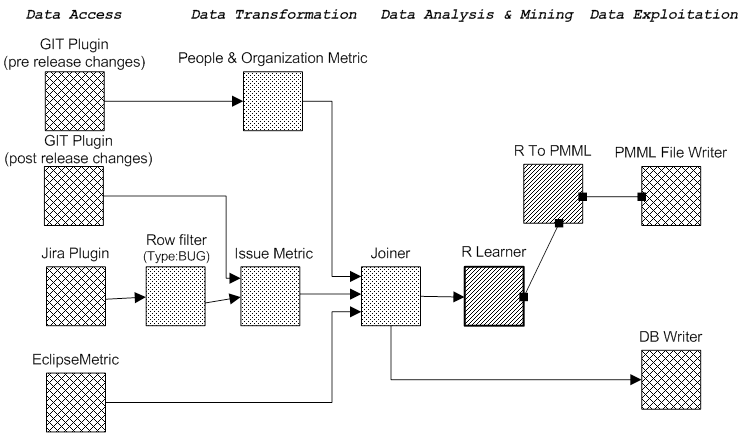 Data Access
Data Transformation
Data Analysis & Mining
Data Exploitation
GIT Plugin
(pre release changes)
People & Organization Metric
GIT Plugin
(post release changes)
R To PMML
PMML File Writer
Jira Plugin
Row filter
(Type:BUG)
Issue Metric
Joiner
R Learner
DB Writer
EclipseMetric